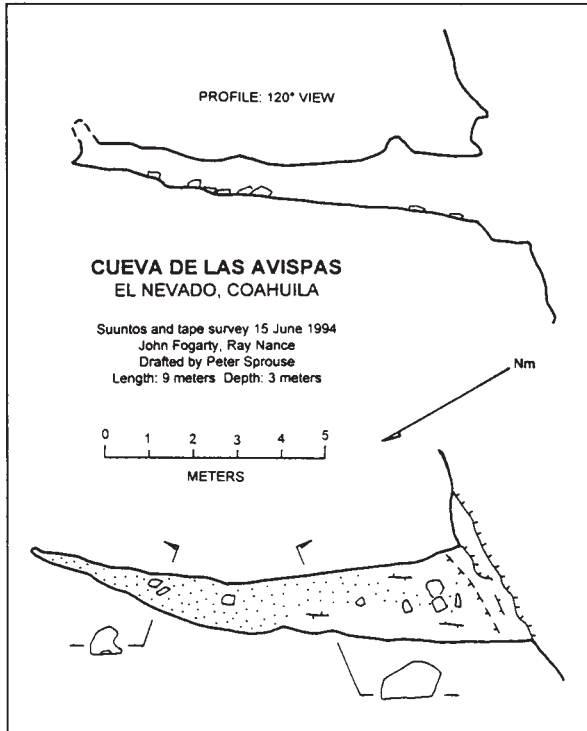 PROFILE: 120° VIEW
CUEVA DE LAS AVISPAS
EL NEVADO, COAHUILA
Suuntos and tape survey 15 June 1994
John Fogarty, Ray Nance
Drafted by Peter Sprouse
Length: 9 meters Depth: 3 meters
Nm
0 1 2 3 4 5
METERS